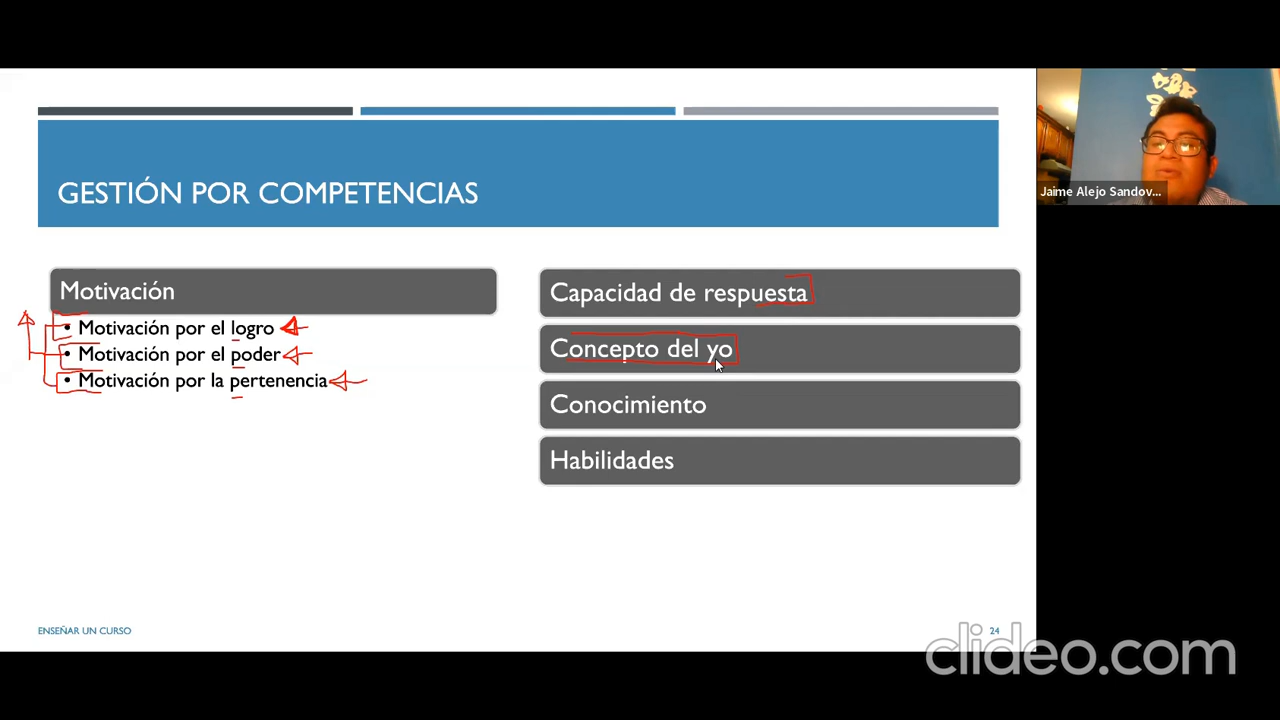 GESTIÓN POR COMPETENCIAS
Motivación
• Motivación por el logro
• Motivación por el poder
• Motivación por la pertenencia
Capacidad de respuesta
Concepto del yo
Conocimiento
Habilidades
ENSEÑAR UN CURSO
24
Jaime Alejo Sandov...
clideo.com